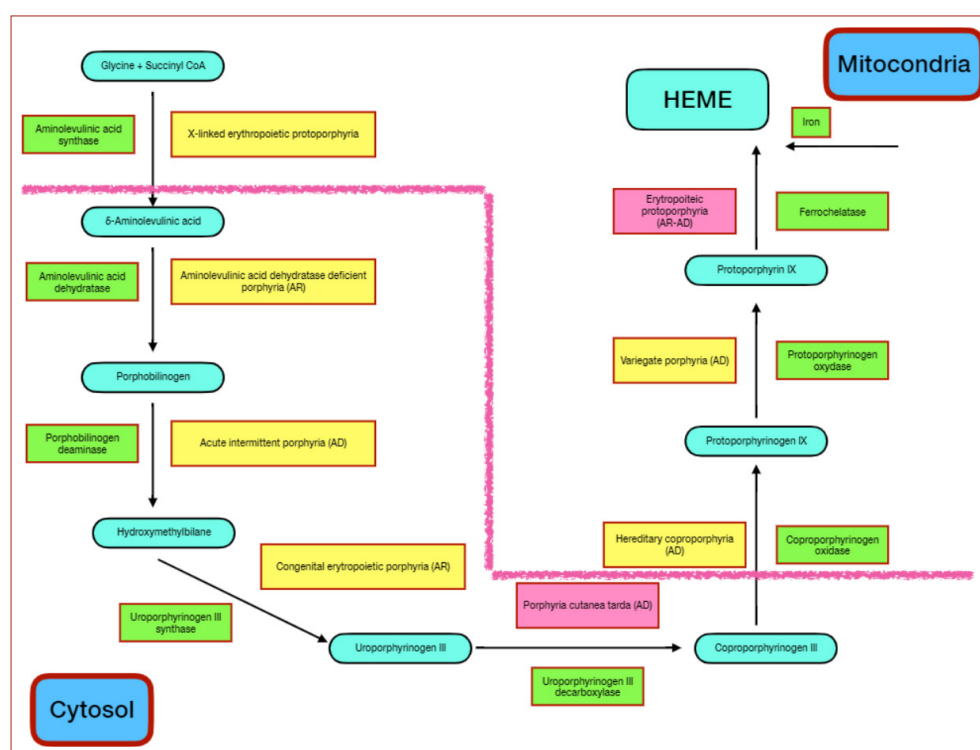 Glycine + Succinyl CoA
Aminolevulinic acid
synthase
X-linked erythropoietic protoporphyria
δ-Aminolevulinic acid
Aminolevulinic acid
dehydratase
Aminolevulinic acid dehydratase deficient
porphyria (AR)
Porphobilinogen
Porphobilinogen
deaminase
Acute intermittent porphyria (AD)
Hydroxymethylbilane
Congenital erytropoietic porphyria (AR)
Uroporphyrinogen III
synthase
Uroporphyrinogen III
Porphyria cutanea tarda (AD)
Uroporphyrinogen III
decarboxylase
Coproporphyrinogen III
Hereditary coproporphyria
(AD)
Coproporphyrinogen
oxidase
Protoporphyrinogen IX
Variegate porphyria (AD)
Protoporphyrinogen
oxydase
Protoporphyrin IX
Erytropoiteic
protoporphyria
(AR-AD)
Ferrochelatase
Iron
HEME
Mitocondria
Cytosol